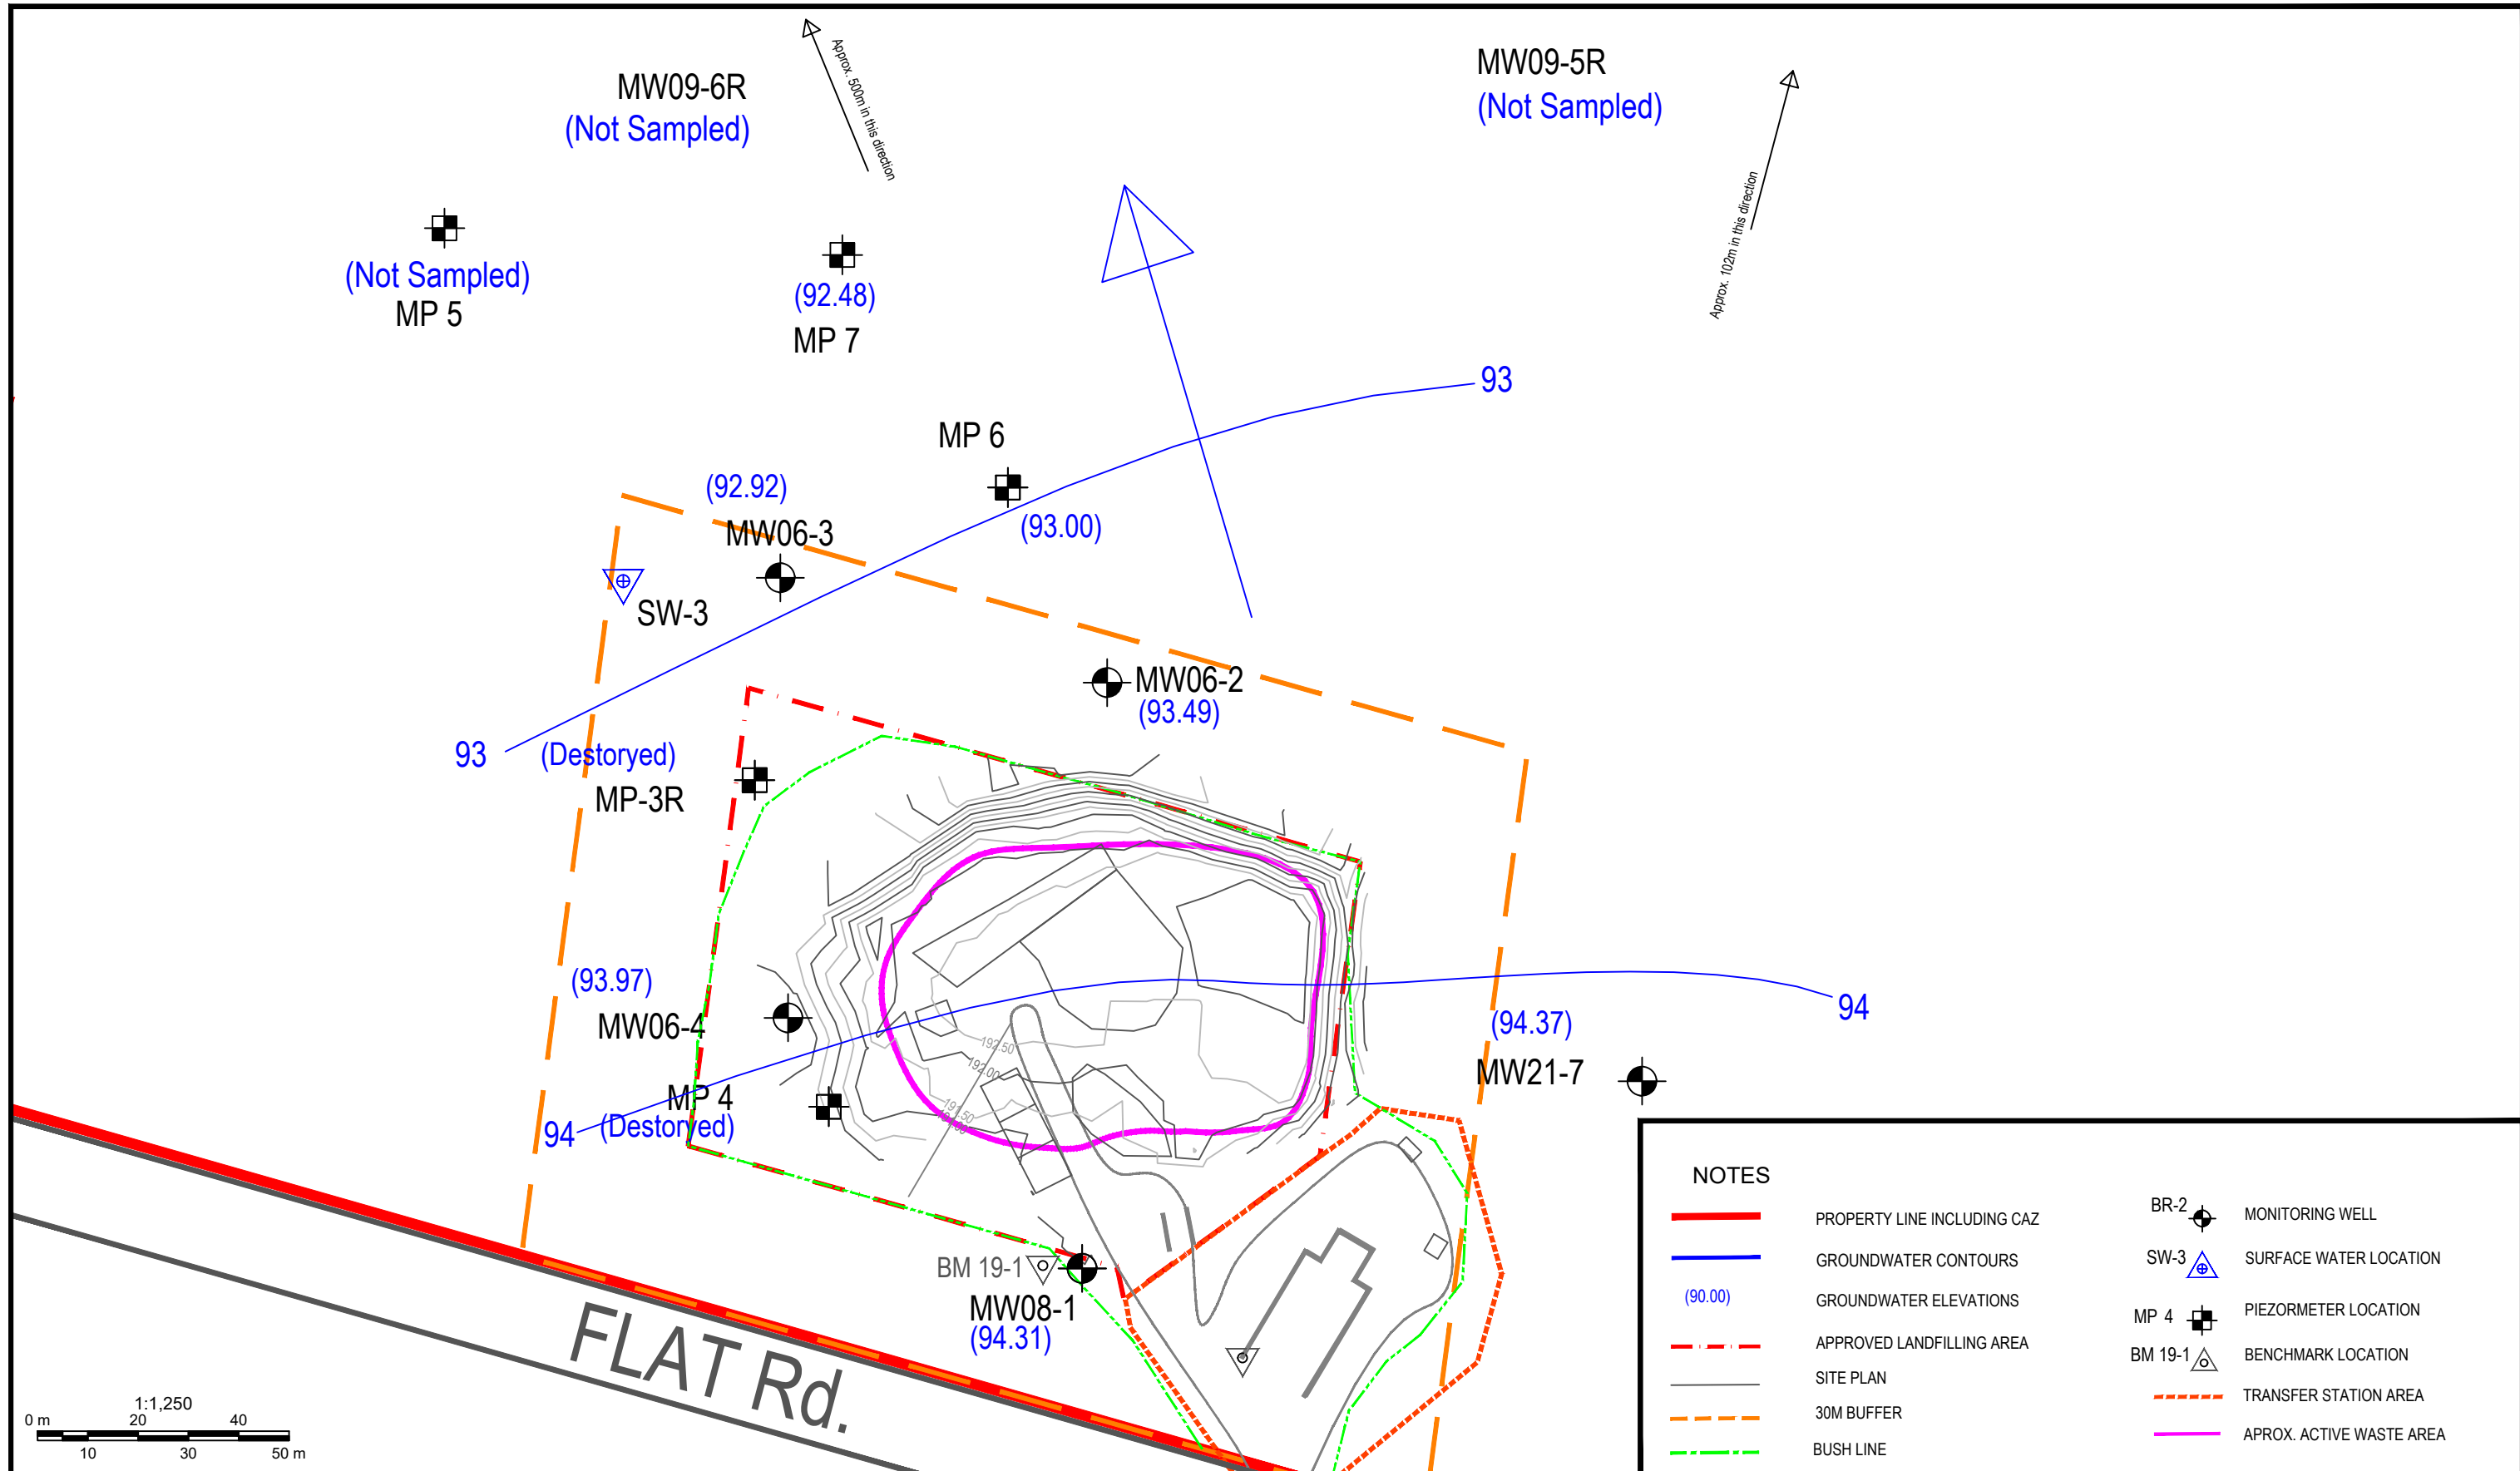 MW09-6R
(Not Sampled)
Approx. 500m in this direction
MW09-5R
(Not Sampled)
Approx. 102m in this direction
(Not Sampled)
MP 5
(92.48)
MP 7
93
MP 6
(93.00)
(92.92)
MW06-3
SW-3
MW06-2
(93.49)
93
(Destoryed)
MP-3R
(93.97)
MW06-4
94
(94.37)
MW21-7
192.50
192.00
191.50
MP 4
(Destoryed)
94
BM 19-1
MW08-1
(94.31)
FLAT Rd.
1:1,250
0 m
20
40
10
30
50 m
NOTES
PROPERTY LINE INCLUDING CAZ
GROUNDWATER CONTOURS
(90.00)
GROUNDWATER ELEVATIONS
APPROVED LANDFILLING AREA
SITE PLAN
30M BUFFER
BUSH LINE
BR-2
MONITORING WELL
SW-3
SURFACE WATER LOCATION
MP 4
PIEZORMETER LOCATION
BM 19-1
BENCHMARK LOCATION
TRANSFER STATION AREA
APROX. ACTIVE WASTE AREA